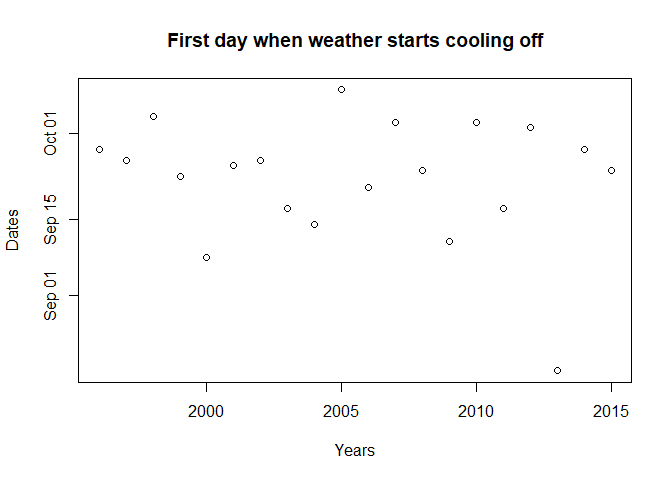 First day when weather starts cooling off
Dates
Oct 01
Sep 15
Sep 01
2000
2005
2010
2015
Years